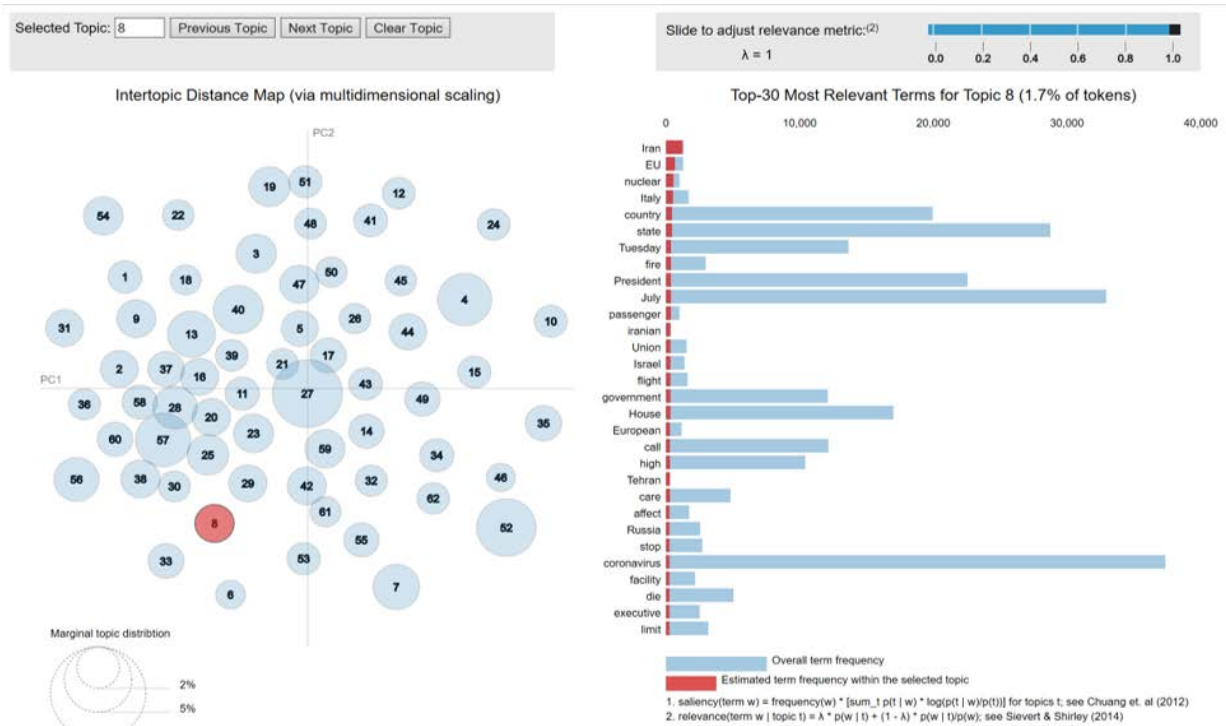 Selected Topic: 8 Previous Topic Next Topic Clear Topic
Slide to adjust relevance metric:(2)
λ = 1
0.0 0.2 0.4 0.6 0.8 1.0
Intertopic Distance Map (via multidimensional scaling)
PC2
PC1
19 51 12
54 22 48 41 24
3
1 18 47 50 45
4
40
31 9 13 5 26 44 10
39 21 17
2 37 16 15
27 43
36 58 28 11 49
20
60 57 23 14 35
25 59 34
56 38 30 29 42 32 46
62
8 61 52
55
33 53
6 7
Marginal topic distribtion
2%
5%
Top-30 Most Relevant Terms for Topic 8 (1.7% of tokens)
0 10,000 20,000 30,000 40,000
Iran
EU
nuclear
Italy
country
state
Tuesday
fire
President
July
passenger
iranian
Union
Israel
flight
government
House
European
call
high
Tehran
care
affect
Russia
stop
coronavirus
facility
die
executive
limit
Overall term frequency
Estimated term frequency within the selected topic
1. saliency(term w) = frequency(w) * [sum_t p(t | w) * log(p(t | w)/p(t))] for topics t; see Chuang et. al (2012)
2. relevance(term w | topic t) = λ * p(w | t) + (1 - λ) * p(w | t)/p(w); see Sievert & Shirley (2014)